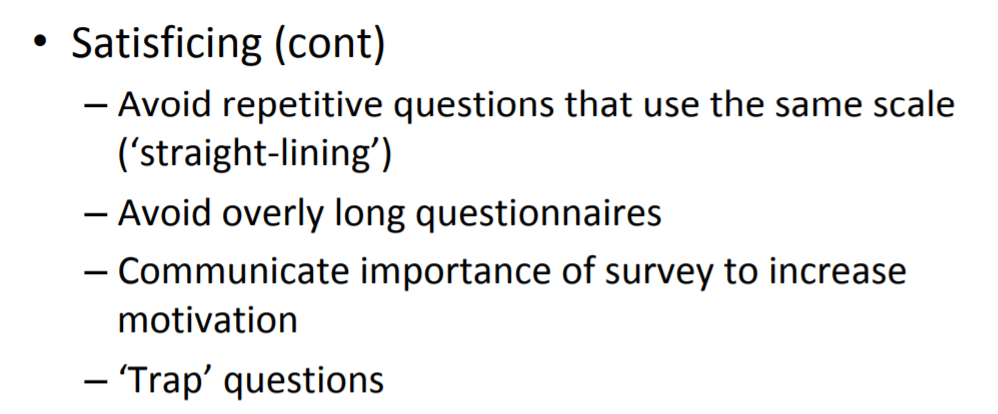 • Satisficing (cont)
– Avoid repetitive questions that use the same scale
(‘straight-lining’)
– Avoid overly long questionnaires
– Communicate importance of survey to increase
motivation
– ‘Trap’ questions